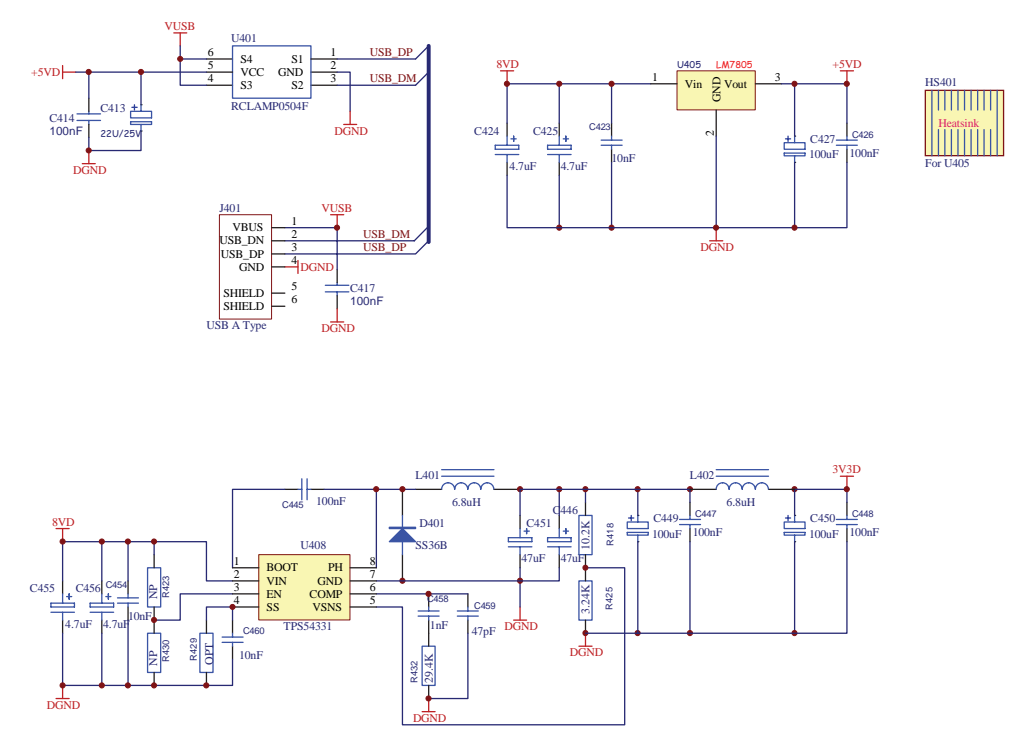 VUSB
U401
6 S4 S1 1 USB_DP
+5VD 5 VCC GND 2
4 S3 S2 3 USB_DM
RCLAMP0504F
C414
100nF
C413
22U/25V
DGND
DGND
8VD
U405 LM7805
1 Vin GND Vout 3
2
+5VD
C424
4.7uF
C425
4.7uF
C423
10nF
C427
100uF
C426
100nF
DGND
HS401
Heatsink
For U405
J401
VUSB
VBUS 1
USB_DN 2 USB_DM
USB_DP 3 USB_DP
GND 4 DGND
SHIELD 5
SHIELD 6
USB A Type
C417
100nF
DGND
C445
100nF
L401
6.8uH
L402
6.8uH
3V3D
8VD
D401
SS36B
C451
47uF
C446
47uF
10.2K
R418
3.24K
R425
C449
100uF
C447
100nF
C450
100uF
C448
100nF
U408
1 BOOT PH 8
2 VIN GND 7
3 EN COMP 6
4 SS VSNS 5
TPS54331
C455
4.7uF
C456
4.7uF
C454
10nF
NP
R423
NP
R430
R429
OPT
C460
10nF
C458
1nF
C459
47pF
R432
29.4K
DGND
DGND
DGND
DGND